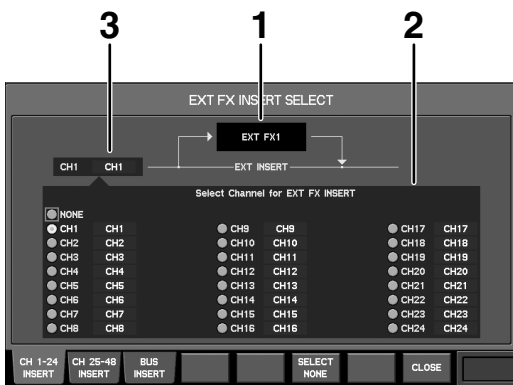 3 1 2
EXT FX INSERT SELECT
EXT FX1
CH1 CH1 EXT INSERT
Select Channel for EXT FX INSERT
NONE
CH1 CH1 CH9 CH9 CH17 CH17
CH2 CH2 CH10 CH10 CH18 CH18
CH3 CH3 CH11 CH11 CH19 CH19
CH4 CH4 CH12 CH12 CH20 CH20
CH5 CH5 CH13 CH13 CH21 CH21
CH6 CH6 CH14 CH14 CH22 CH22
CH7 CH7 CH15 CH15 CH23 CH23
CH8 CH8 CH16 CH16 CH24 CH24
CH 1-24 CH 25-48 BUS SELECT CLOSE
INSERT INSERT INSERT NONE